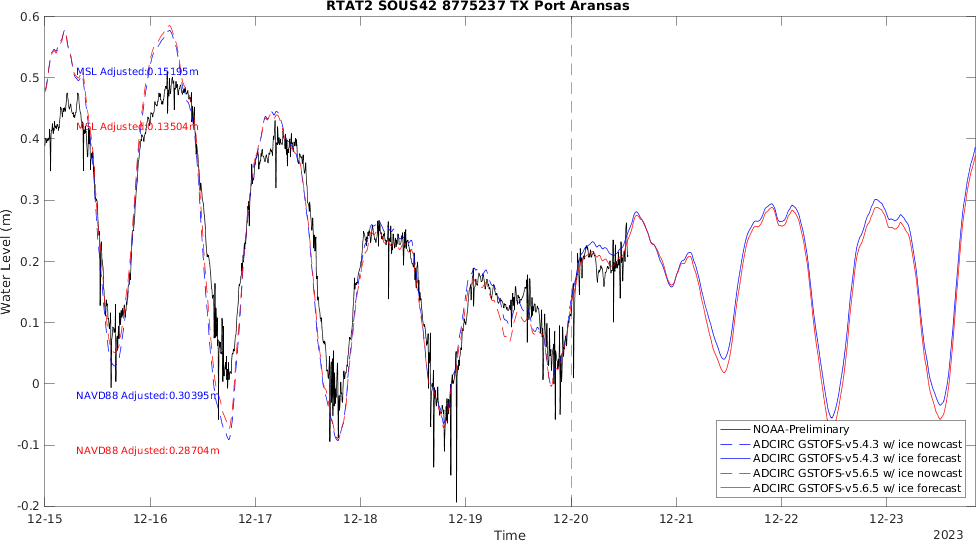 RTAT2 SOUS42 8775237 TX Port Aransas
0.6
0.5
0.4
0.3
0.2
0.1
0
-0.1
-0.2
Water Level (m)
MSL Adjusted:0.15195m
MSL Adjusted:0.13504m
NAVD88 Adjusted:0.30395m
NAVD88 Adjusted:0.28704m
NOAA-Preliminary
ADCIRC GSTOFS-v5.4.3 w/ ice nowcast
ADCIRC GSTOFS-v5.4.3 w/ ice forecast
ADCIRC GSTOFS-v5.6.5 w/ ice nowcast
ADCIRC GSTOFS-v5.6.5 w/ ice forecast
12-15 12-16 12-17 12-18 12-19 12-20 12-21 12-22 12-23
Time
2023